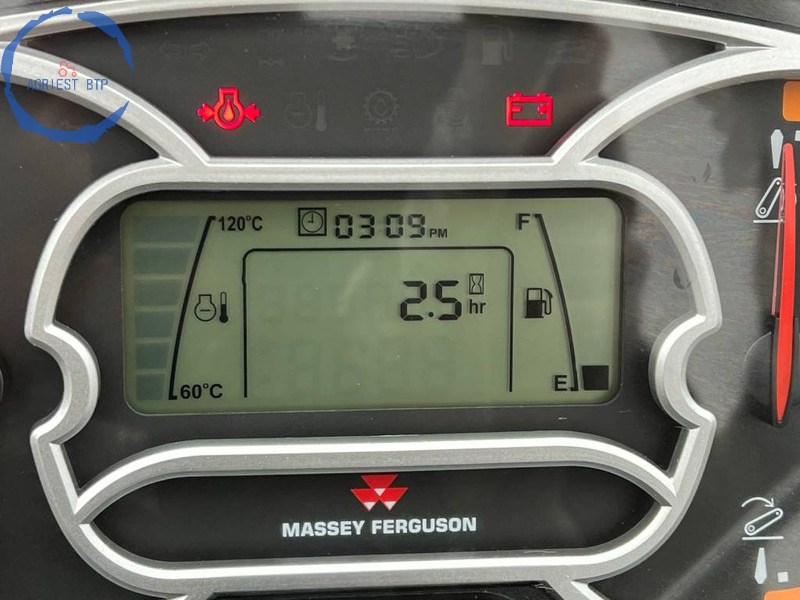 AGRIEST BTP
120°C
03:09 PM
F
2.5 hr
60°C
E
MASSEY FERGUSON